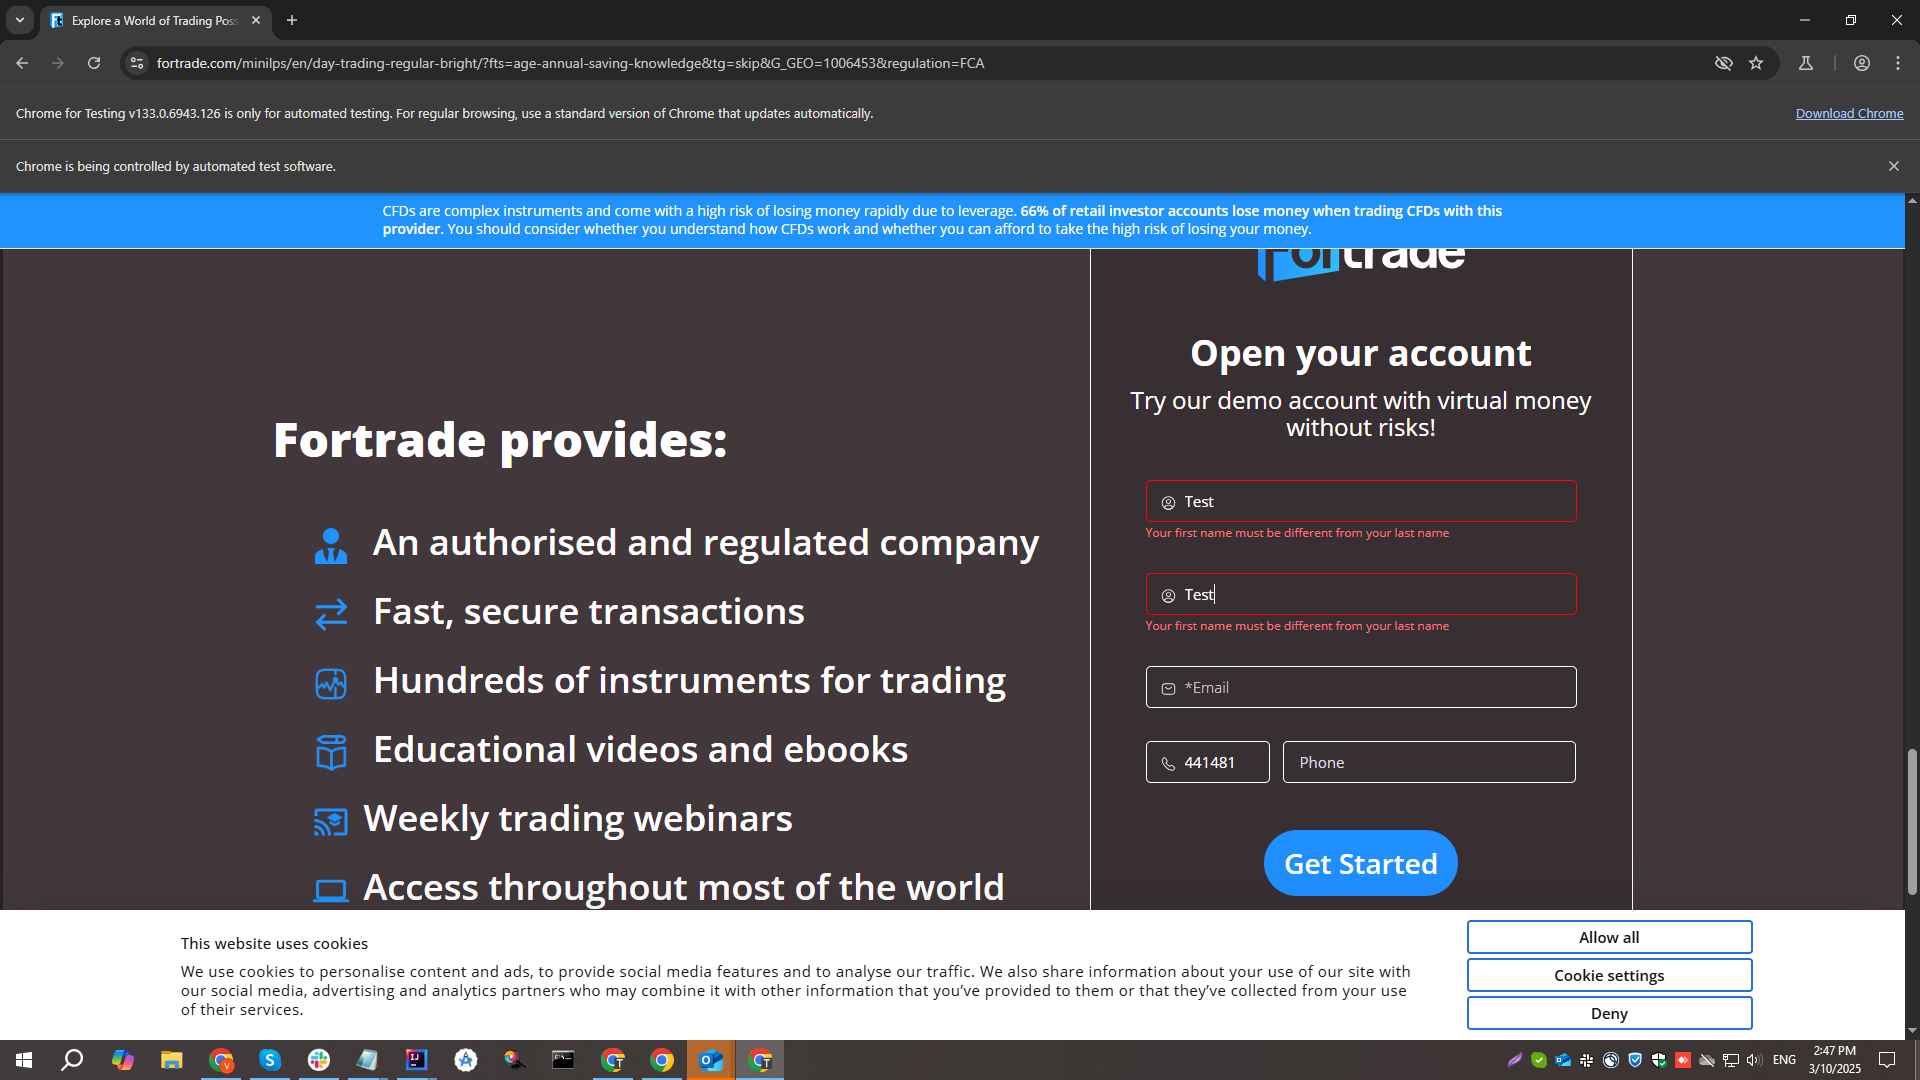 Explore a World of Trading Pos
fortrade.com/minilps/en/day-trading-regular-bright/?fts=age-annual-saving-knowledge&tg=skip&G_GEO=1006453&regulation=FCA
Chrome for Testing v133.0.6943.126 is only for automated testing. For regular browsing, use a standard version of Chrome that updates automatically.
Download Chrome
Chrome is being controlled by automated test software.
CFDs are complex instruments and come with a high risk of losing money rapidly due to leverage. 66% of retail investor accounts lose money when trading CFDs with this
provider. You should consider whether you understand how CFDs work and whether you can afford to take the high risk of losing your money.
Fortrade
Open your account
Try our demo account with virtual money
without risks!
Test
Your first name must be different from your last name
Test
Your first name must be different from your last name
*Email
441481
Phone
Get Started
Fortrade provides:
An authorised and regulated company
Fast, secure transactions
Hundreds of instruments for trading
Educational videos and ebooks
Weekly trading webinars
Access throughout most of the world
This website uses cookies
We use cookies to personalise content and ads, to provide social media features and to analyse our traffic. We also share information about your use of our site with
our social media, advertising and analytics partners who may combine it with other information that you've provided to them or that they've collected from your use
of their services.
Allow all
Cookie settings
Deny
ENG
2:47 PM
3/10/2025